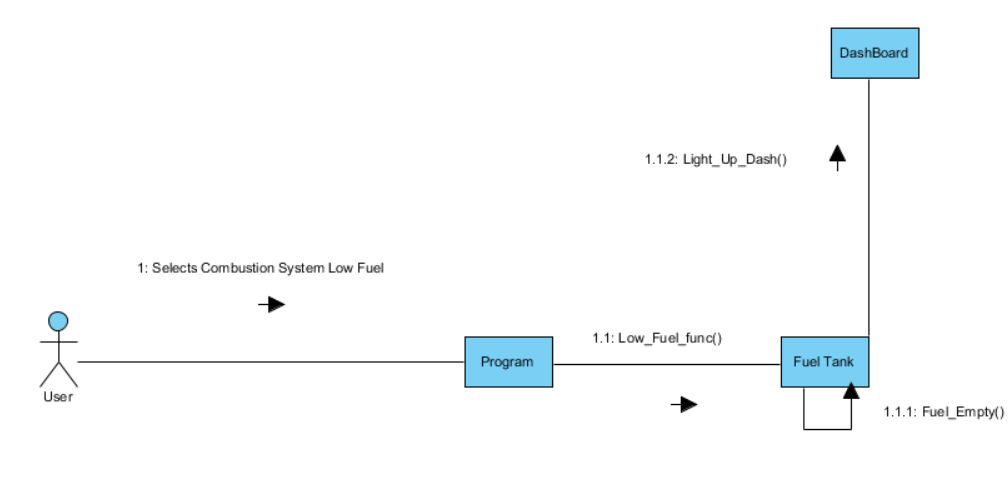 DashBoard
1.1.2: Light_Up_Dash()
1: Selects Combustion System Low Fuel
1.1: Low_Fuel_func()
Program
Fuel Tank
User
1.1.1: Fuel_Empty()